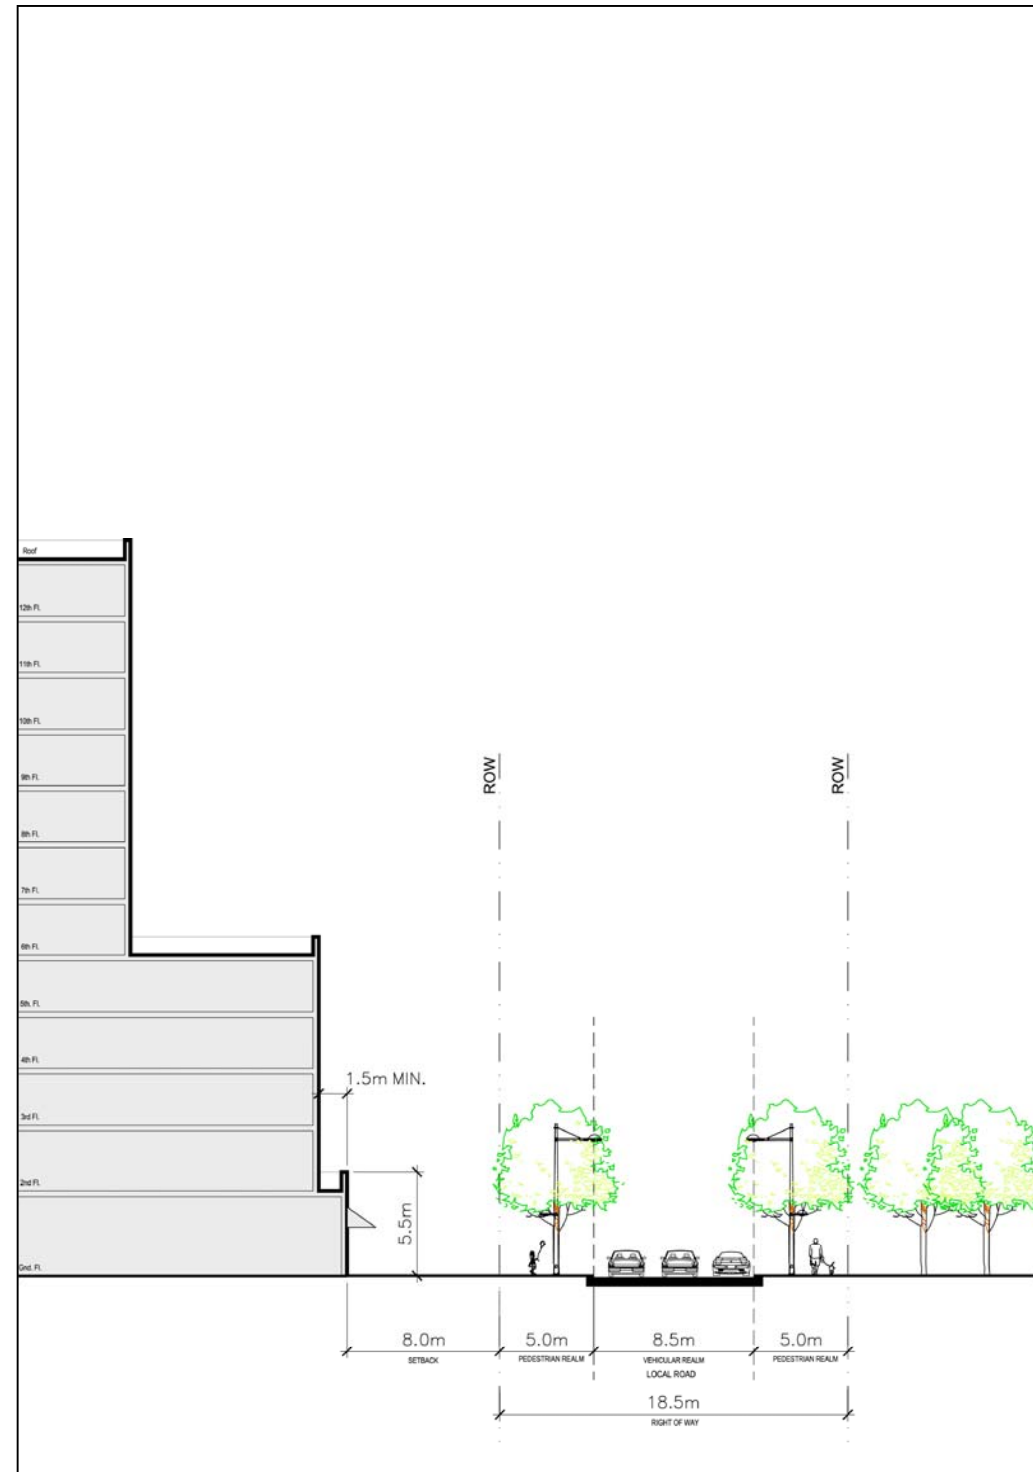 Roof
12th Fl.
11th Fl.
10th Fl.
9th Fl.
8th Fl.
7th Fl.
6th Fl.
5th. Fl.
4th Fl.
3rd Fl.
2nd Fl.
Gnd. Fl.
ROW
ROW
1.5m MIN.
5.5m
8.0m
SETBACK
5.0m
PEDESTRIAN REALM
8.5m
VEHICULAR REALM
LOCAL ROAD
5.0m
PEDESTRIAN REALM
18.5m
RIGHT OF WAY